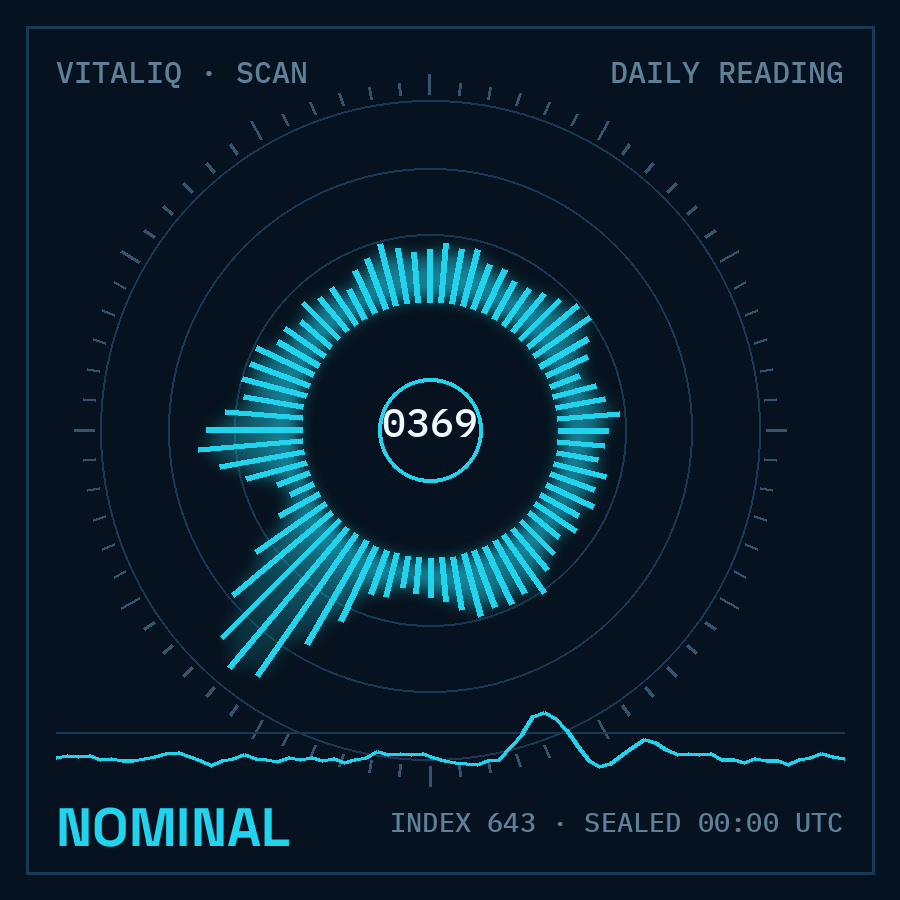 VITALIQ · SCAN
DAILY READING
0369
NOMINAL
INDEX 643 · SEALED 00:00 UTC